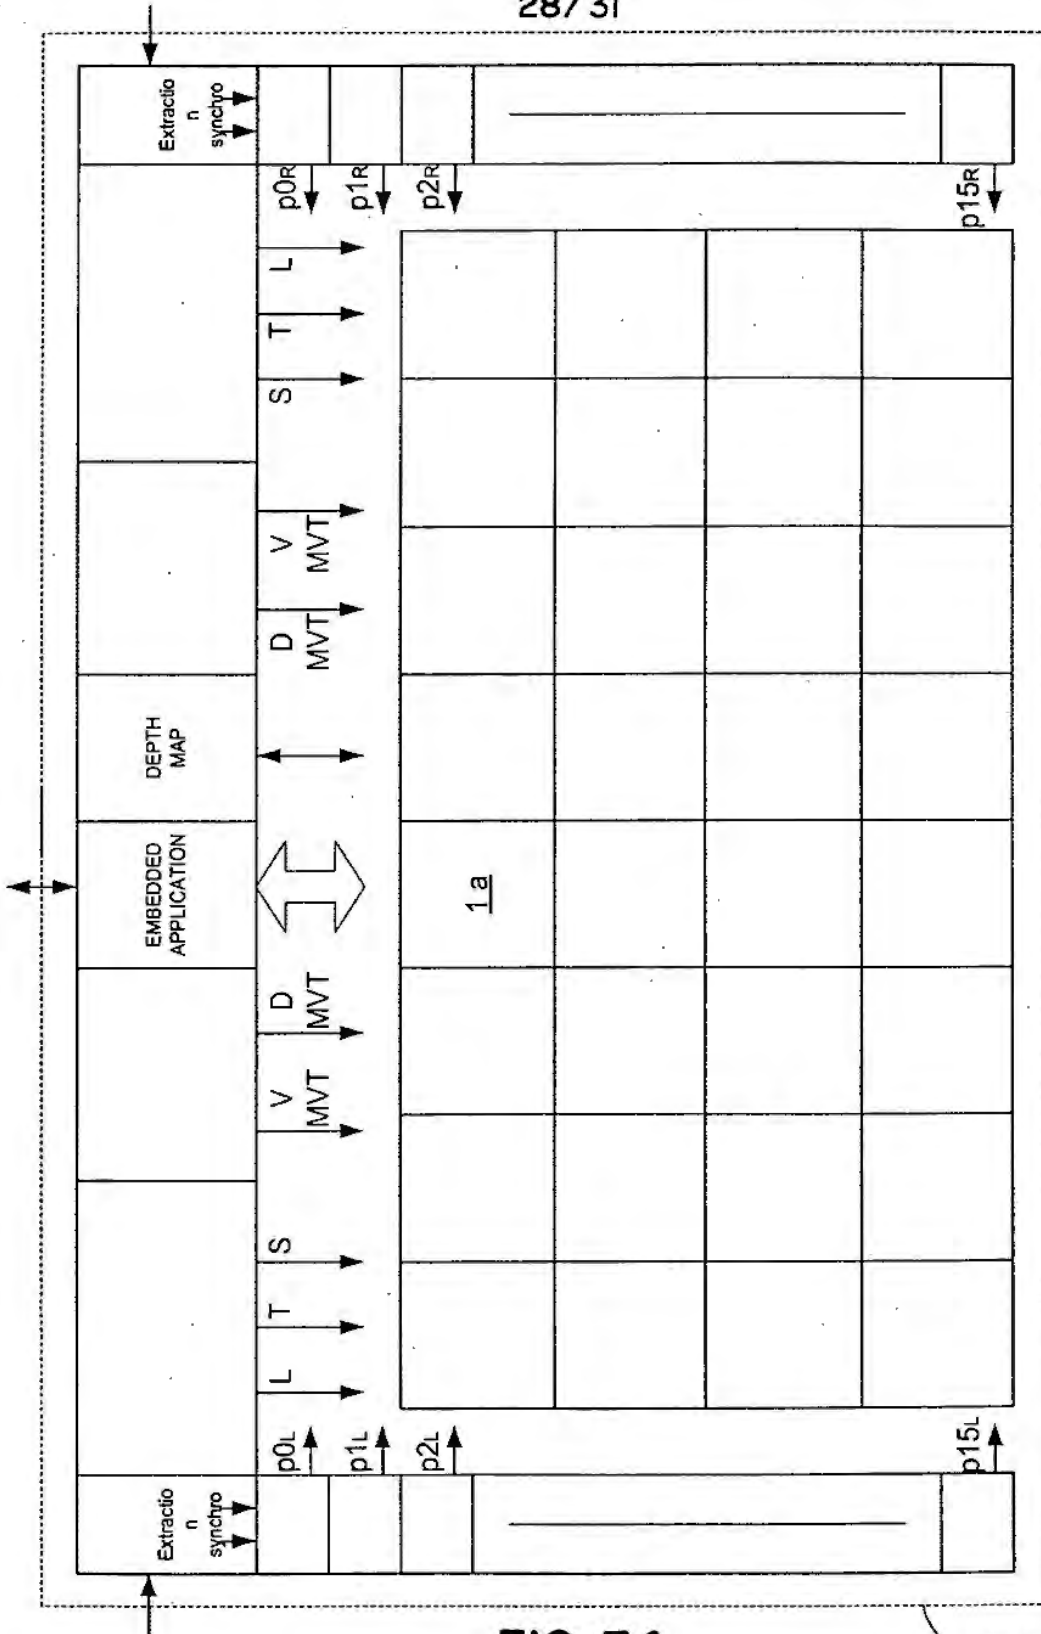 28/31
Extractio
n
synchro
p0R
p1R
p2R
p15R
L
T
S
V
MVT
D
MVT
DEPTH
MAP
EMBEDDED
APPLICATION
1a
D
MVT
V
MVT
S
T
L
p0L
p1L
p2L
p15L
Extractio
n
synchro